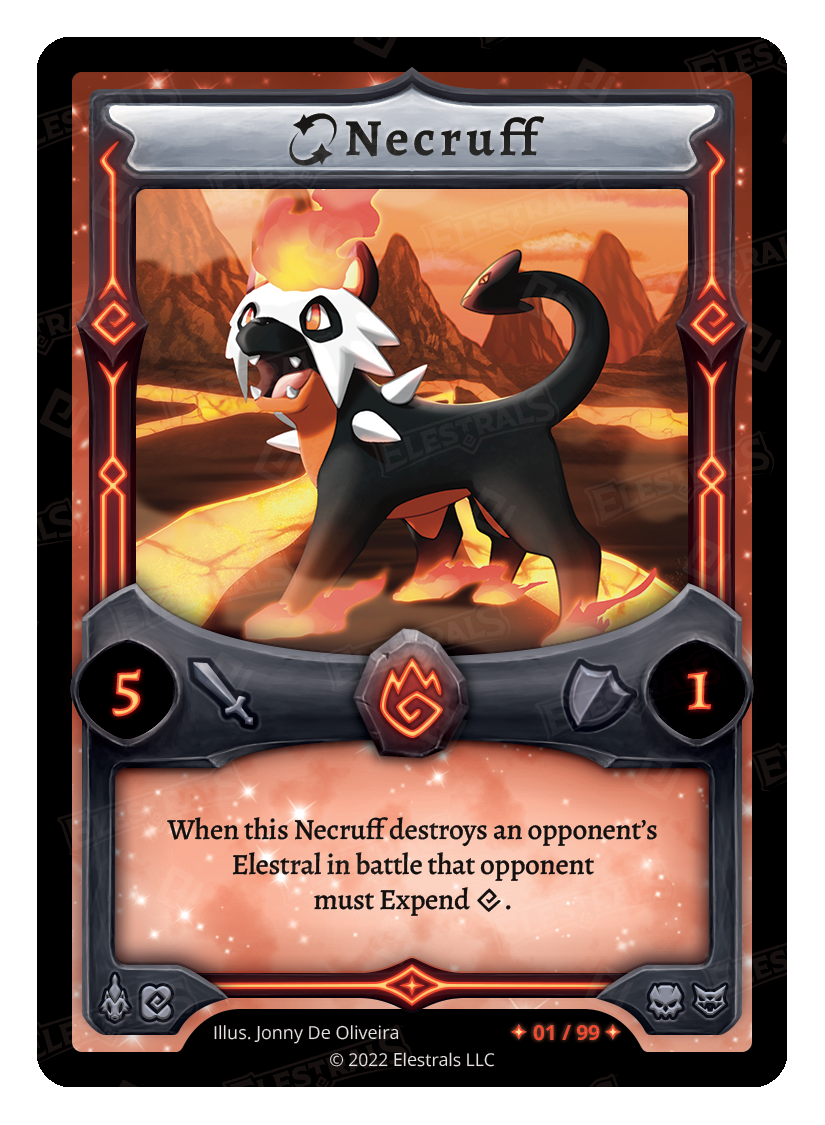 Necruff
5
1
When this Necruff destroys an opponent's
Elestral in battle that opponent
must Expend .
Illus. Jonny De Oliveira
01 / 99
© 2022 Elestrals LLC
ELESTRALS